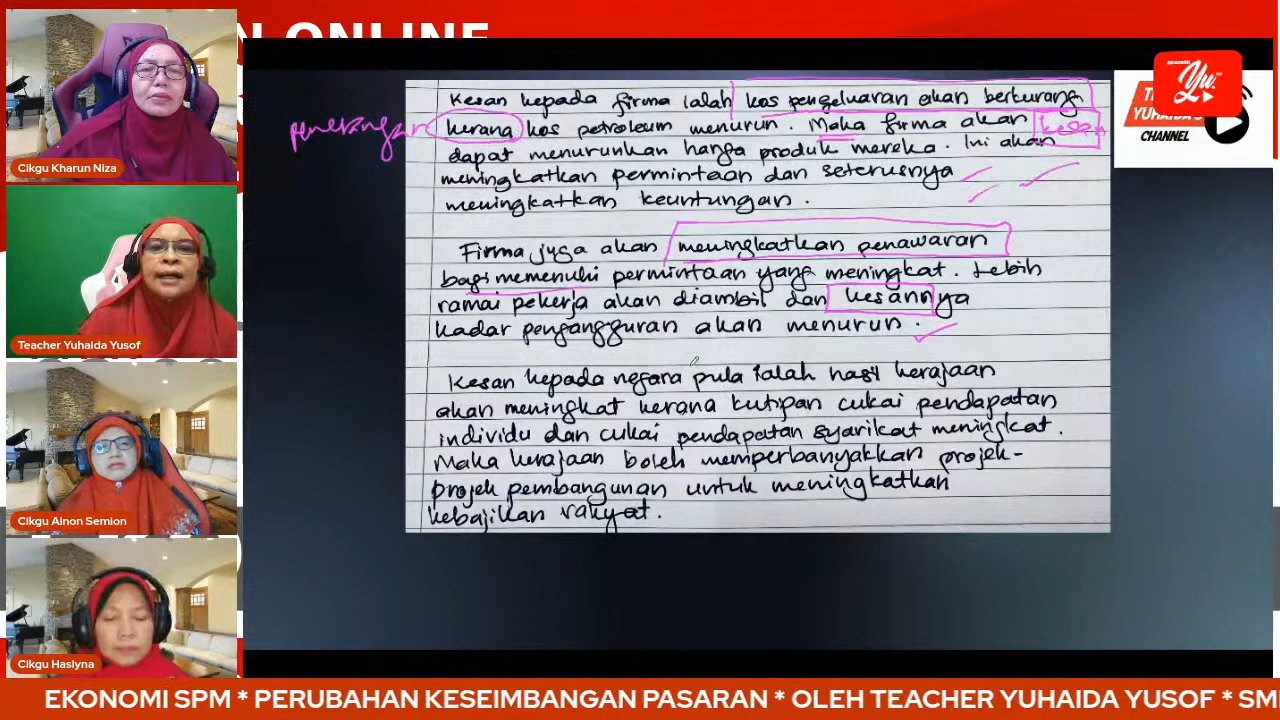 N ONLINE
Cikgu Kharun Niza
Teacher Yuhaida Yusof
Cikgu AInon Semion
Cikgu Haslyna
Yu.
CHANNEL
penerangan
Kesan kepada firma ialah kos pengeluaran akan berkurang
kerana kos petroleum menurun. Maka firma akan kesan
dapat menurunkan harga produk mereka. Ini akan
meningkatkan permintaan dan seterusnya
meningkatkan keuntungan.
Firma juga akan meningkatkan penawaran
bagi memenuhi permintaan yang meningkat. Lebih
ramai pekerja akan diambil dan kesannya
kadar pengangguran akan menurun.
Kesan kepada negara pula ialah hasil kerajaan
akan meningkat kerana kutipan cukai pendapatan
individu dan cukai pendapatan syarikat meningkat.
Maka kerajaan boleh memperbanyakkan projek-
projek pembangunan untuk meningkatkan
kebajikan rakyat.
EKONOMI SPM * PERUBAHAN KESEIMBANGAN PASARAN * OLEH TEACHER YUHAIDA YUSOF * SM